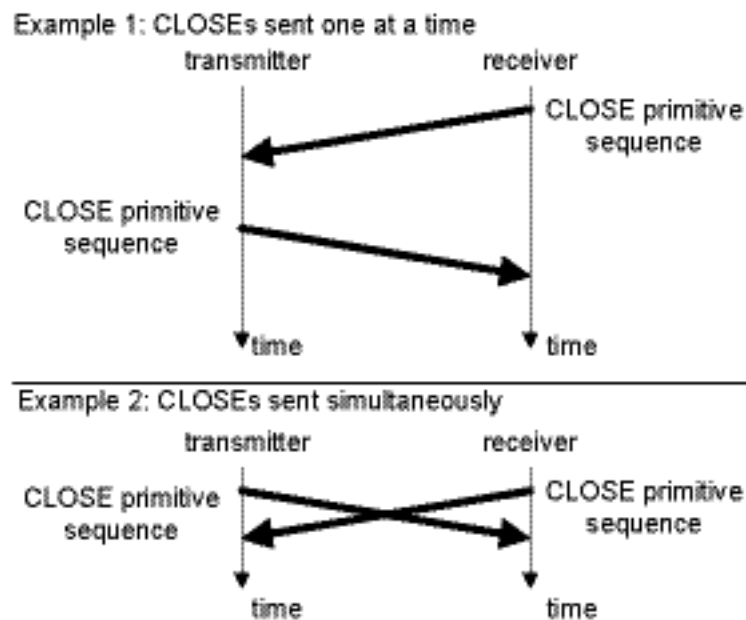 Example 1: CLOSEs sent one at a time
transmitter
receiver
CLOSE primitive
sequence
CLOSE primitive
sequence
time
time
Example 2: CLOSEs sent simultaneously
transmitter
receiver
CLOSE primitive
sequence
CLOSE primitive
sequence
time
time